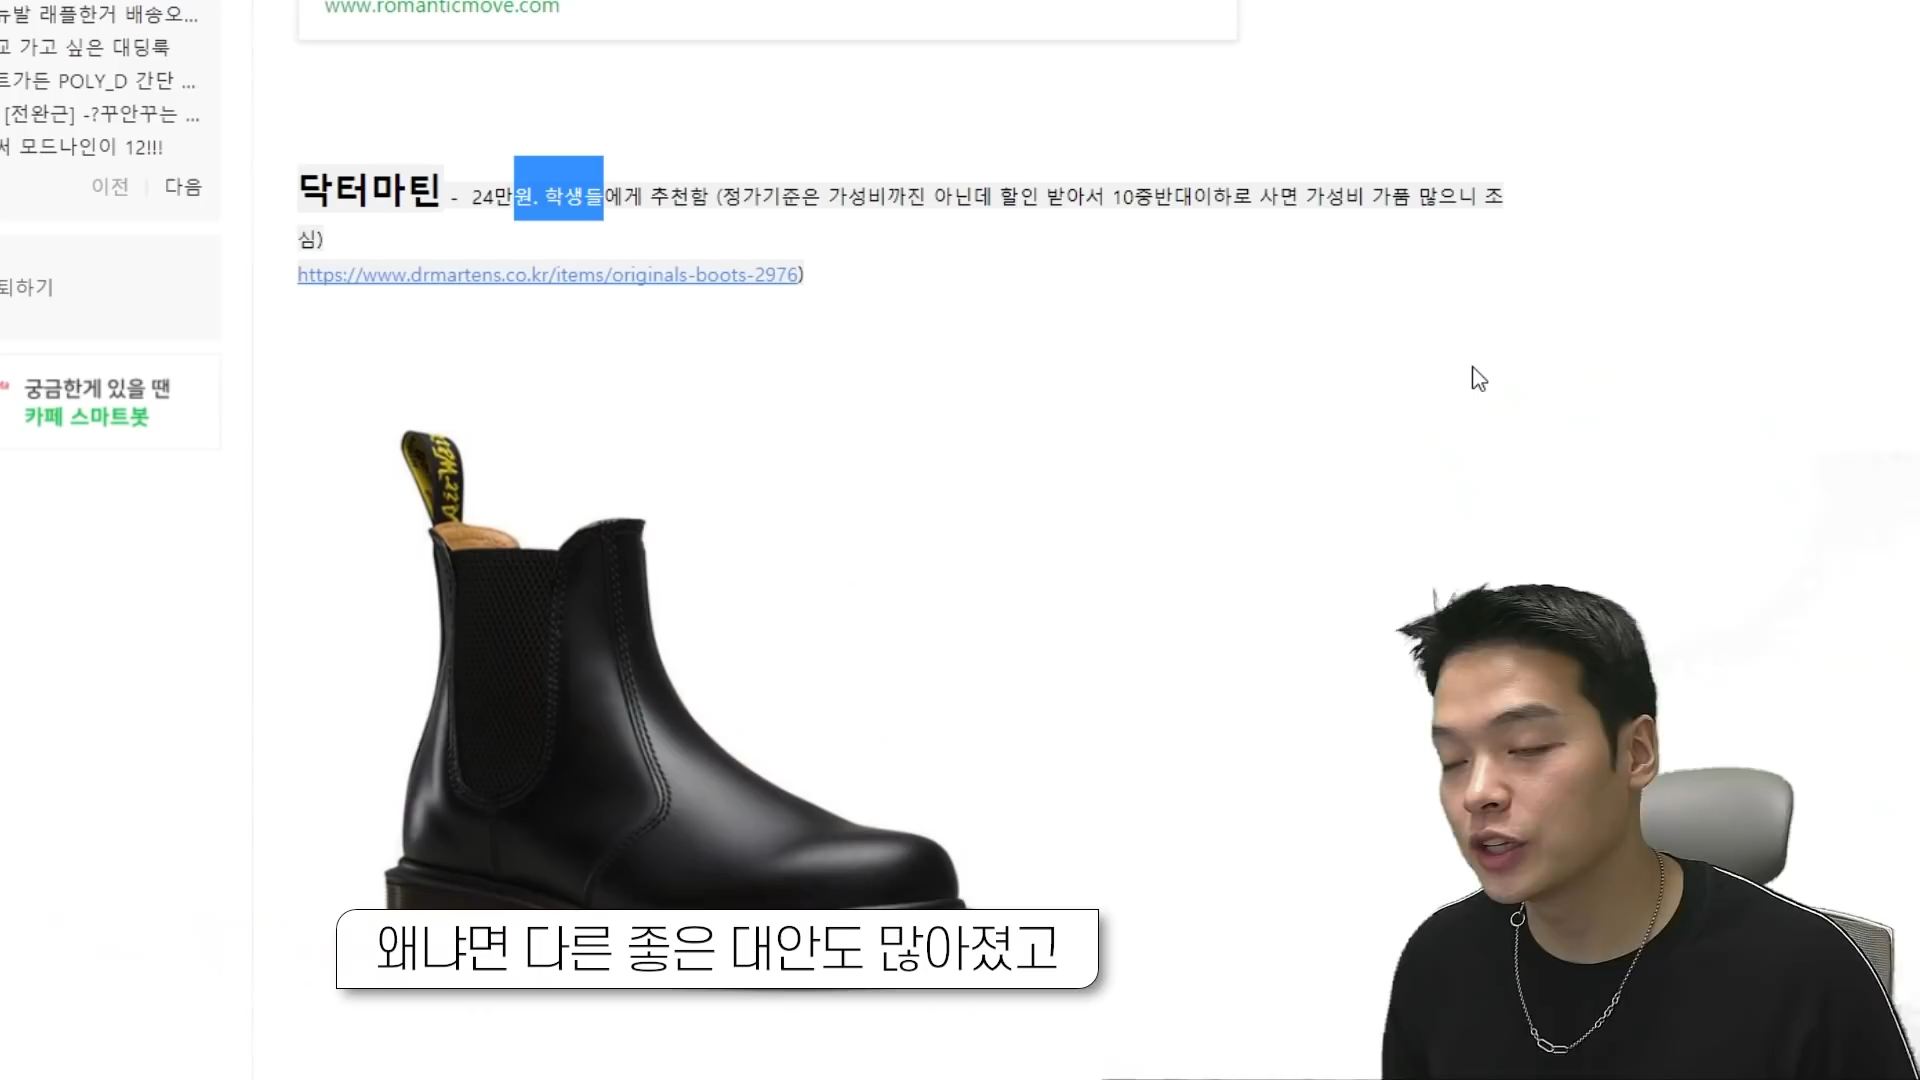 www.romanticmove.com
뉴발 래플한거 배송오...
교 가고 싶은 대딩룩
트가든 POLY_D 간단 ...
[전완근] -?꾸안꾸는 ...
써 모드나인이 12!!!
이전 다음
닥터마틴 - 24만원. 학생들에게 추천함 (정가기준은 가성비까진 아닌데 할인 받아서 10중반대이하로 사면 가성비 가품 많으니 조
심)
https://www.drmartens.co.kr/items/originals-boots-2976)
퇴하기
궁금한게 있을 땐
카페 스마트봇
왜냐면 다른 좋은 대안도 많아졌고